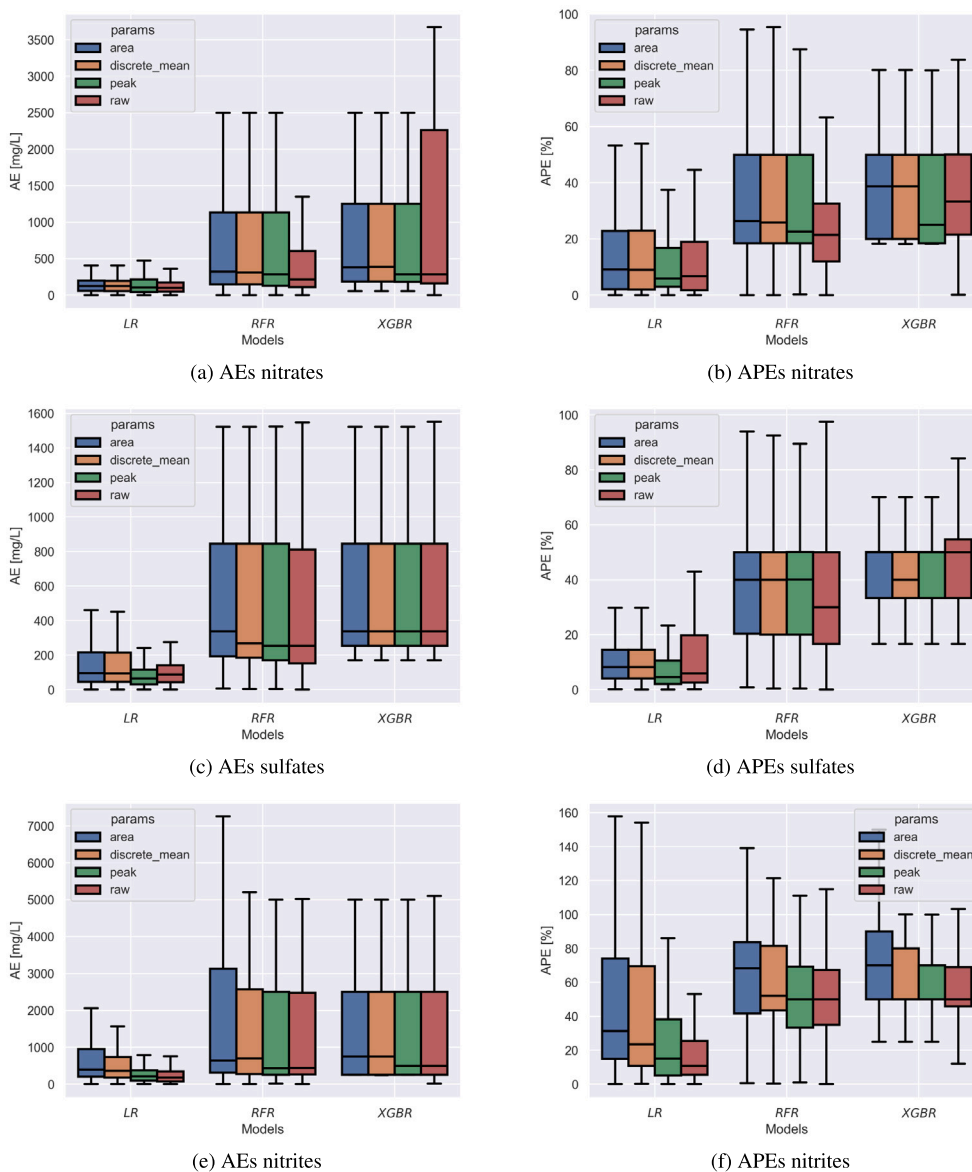 params
area
discrete_mean
peak
raw
AE [mg/L]
3500
3000
2500
2000
1500
1000
500
0
LR RFR XGBR
Models
(a) AEs nitrates
params
area
discrete_mean
peak
raw
APE [%]
100
80
60
40
20
0
LR RFR XGBR
Models
(b) APEs nitrates
params
area
discrete_mean
peak
raw
AE [mg/L]
1600
1400
1200
1000
800
600
400
200
0
LR RFR XGBR
Models
(c) AEs sulfates
params
area
discrete_mean
peak
raw
APE [%]
100
80
60
40
20
0
LR RFR XGBR
Models
(d) APEs sulfates
params
area
discrete_mean
peak
raw
AE [mg/L]
7000
6000
5000
4000
3000
2000
1000
0
LR RFR XGBR
Models
(e) AEs nitrites
params
area
discrete_mean
peak
raw
APE [%]
160
140
120
100
80
60
40
20
0
LR RFR XGBR
Models
(f) APEs nitrites